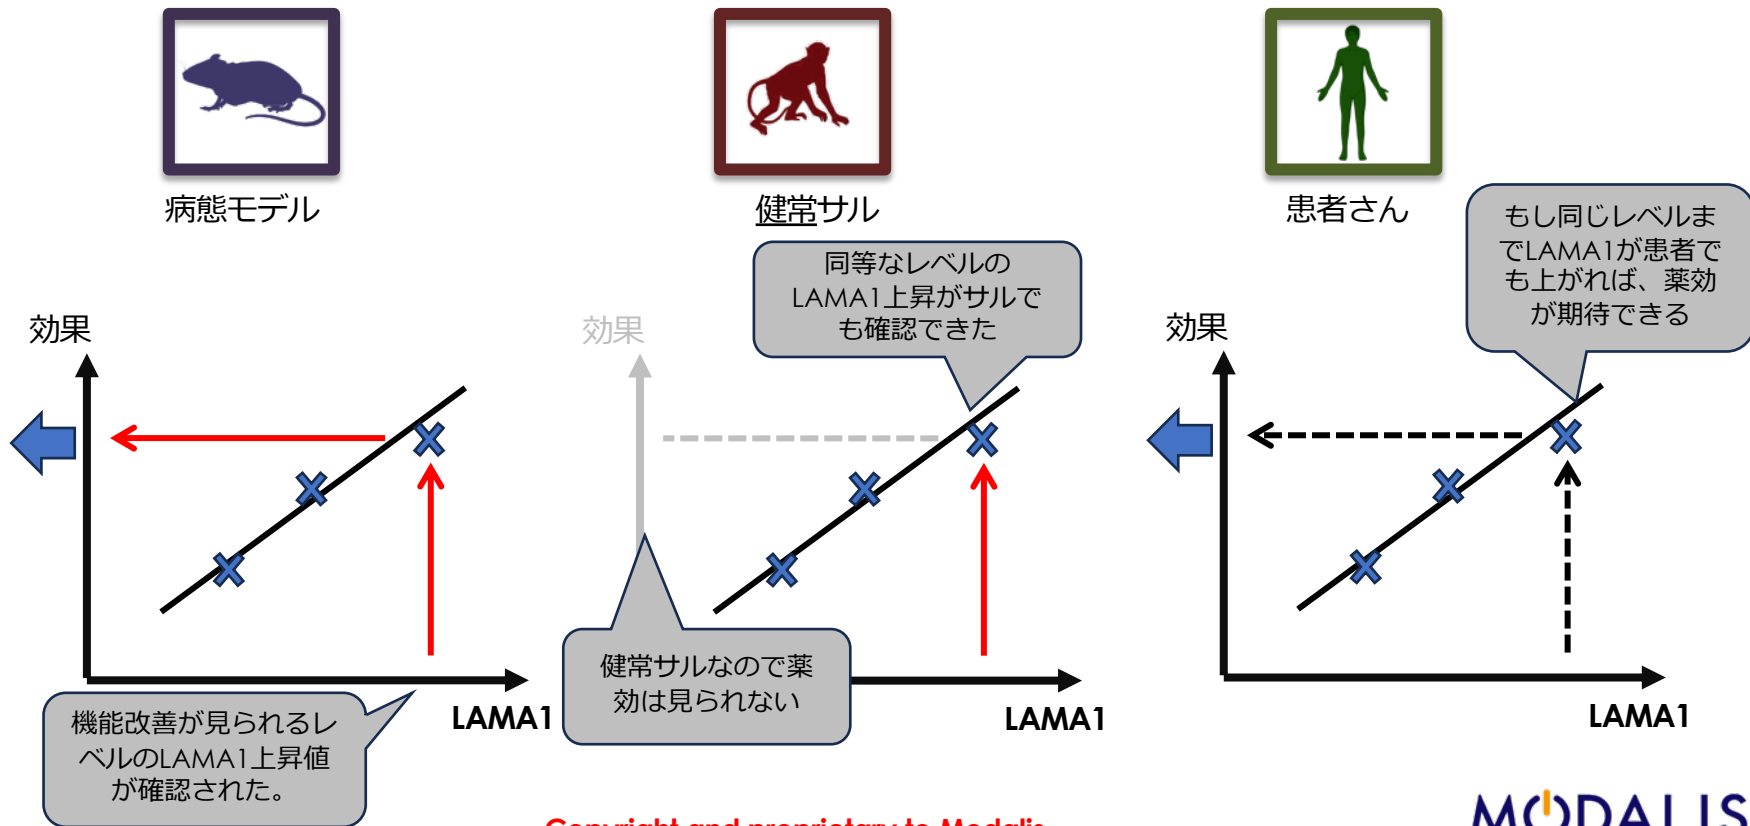 病態モデル
健常サル
患者さん
もし同じレベルま
でLAMA1が患者で
も上がれば、薬効
が期待できる
同等なレベルの
LAMA1上昇がサルで
も確認できた
効果
効果
効果
健常サルなので薬
効は見られない
機能改善が見られるレ
ベルのLAMA1上昇値
が確認された。
LAMA1
LAMA1
LAMA1
Copyright and proprietary to Modalis
MODALIS